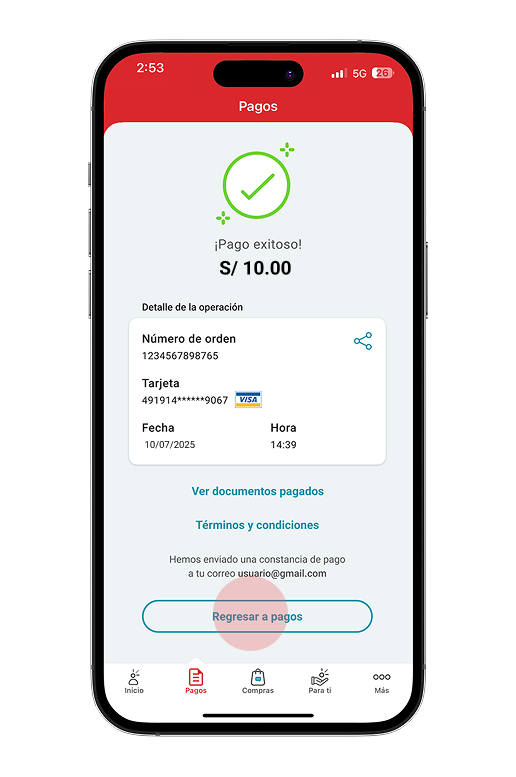 2:53
5G 26
Pagos
¡Pago exitoso!
S/ 10.00
Detalle de la operación
Número de orden
1234567898765
Tarjeta
491914******9067 VISA
Fecha Hora
10/07/2025 14:39
Ver documentos pagados
Términos y condiciones
Hemos enviado una constancia de pago
a tu correo usuario@gmail.com
Regresar a pagos
Inicio Pagos Compras Para ti Más